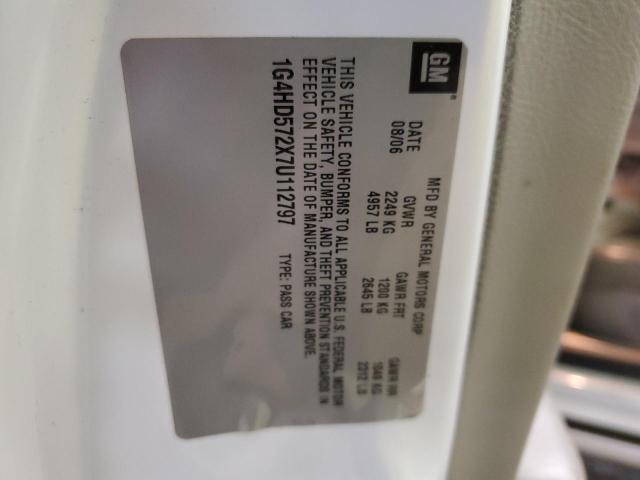 GM
MFD BY GENERAL MOTORS CORP
DATE GVWR GAWR FRT GAWR RR
08/06 2249 KG 1200 KG 1049 KG
4957 LB 2645 LB 2312 LB
THIS VEHICLE CONFORMS TO ALL APPLICABLE U.S. FEDERAL MOTOR
VEHICLE SAFETY, BUMPER, AND THEFT PREVENTION STANDARDS IN
EFFECT ON THE DATE OF MANUFACTURE SHOWN ABOVE.
1G4HD572X7U112797 TYPE: PASS CAR